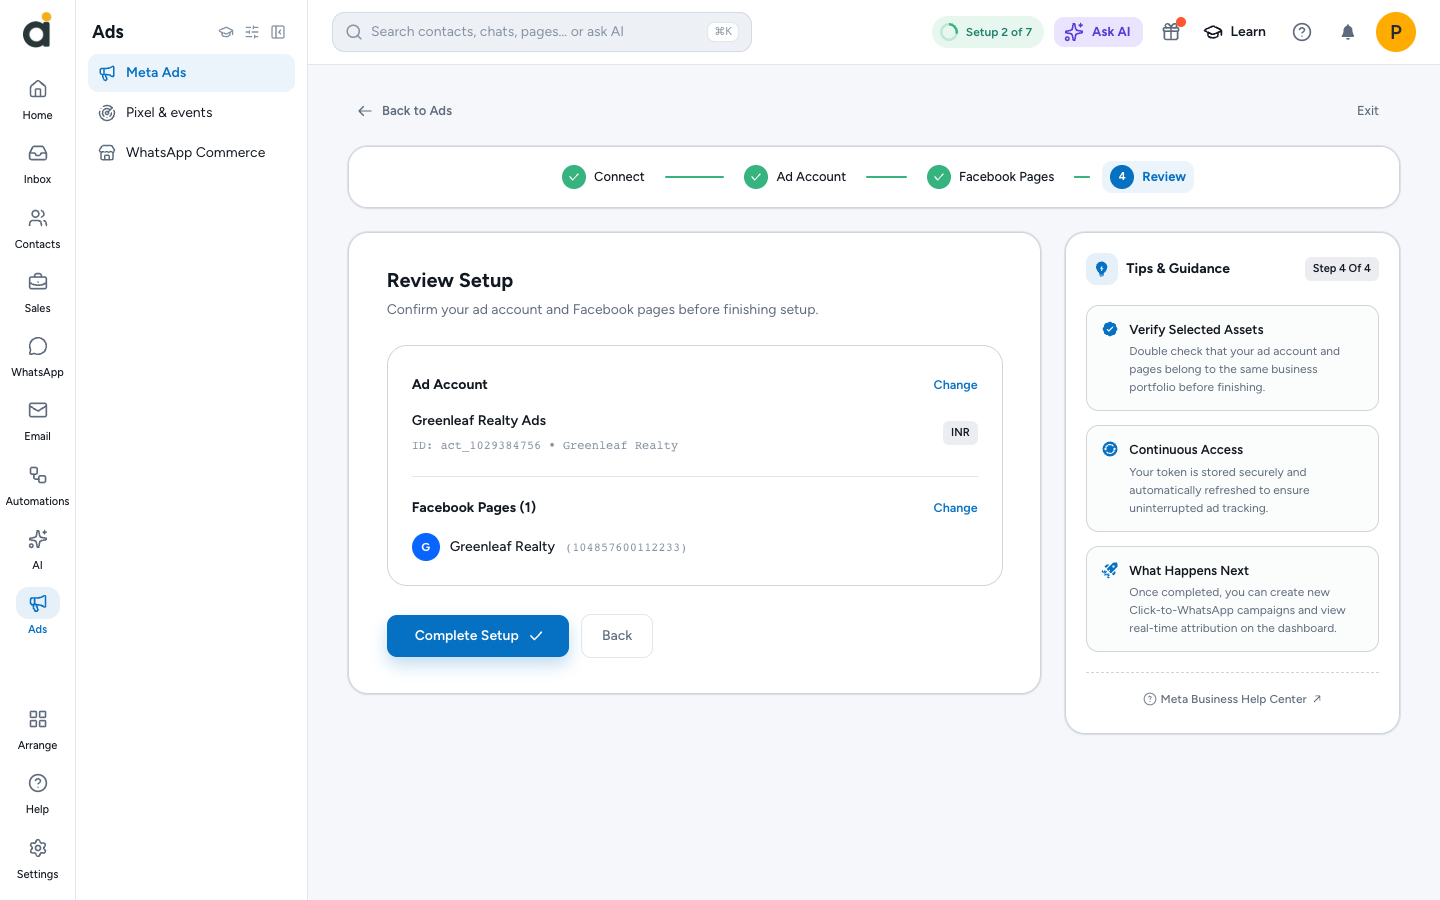 Ads
Search contacts, chats, pages... or ask AI
⌘K
Setup 2 of 7
Ask AI
Learn
P
Home
Inbox
Contacts
Sales
WhatsApp
Email
Automations
AI
Ads
Arrange
Help
Settings
Meta Ads
Pixel & events
WhatsApp Commerce
Back to Ads
Exit
Connect
Ad Account
Facebook Pages
4 Review
Review Setup
Confirm your ad account and Facebook pages before finishing setup.
Ad Account
Change
Greenleaf Realty Ads
ID: act_1029384756 • Greenleaf Realty
INR
Facebook Pages (1)
Change
G
Greenleaf Realty (104857600112233)
Complete Setup
Back
Tips & Guidance
Step 4 Of 4
Verify Selected Assets
Double check that your ad account and
pages belong to the same business
portfolio before finishing.
Continuous Access
Your token is stored securely and
automatically refreshed to ensure
uninterrupted ad tracking.
What Happens Next
Once completed, you can create new
Click-to-WhatsApp campaigns and view
real-time attribution on the dashboard.
Meta Business Help Center ↗